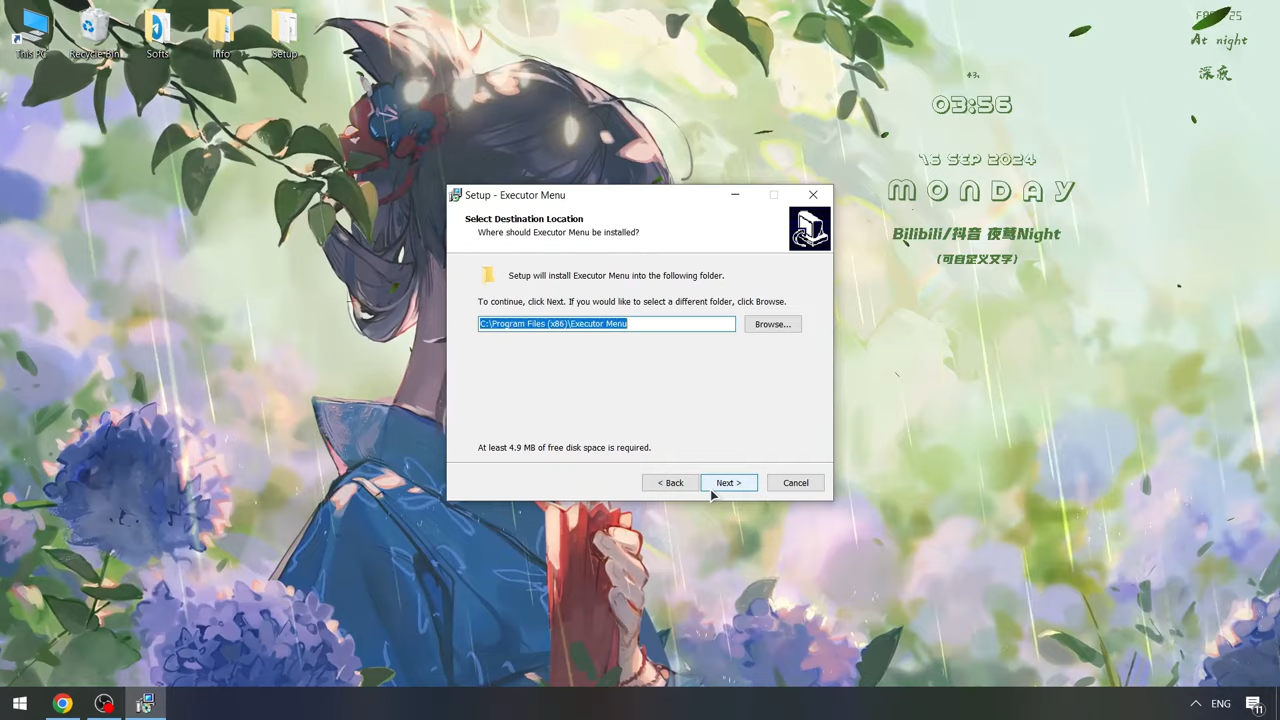 This PC
Recycle Bin
Softs
Info
Setup
At night
深夜
03:56
16 SEP 2024
MONDAY
Bilibili/抖音 夜莺Night
(可自定义文字)
Setup - Executor Menu
Select Destination Location
Where should Executor Menu be installed?
Setup will install Executor Menu into the following folder.
To continue, click Next. If you would like to select a different folder, click Browse.
C:\Program Files (x86)\Executor Menu
Browse...
At least 4.9 MB of free disk space is required.
< Back
Next >
Cancel
ENG
11